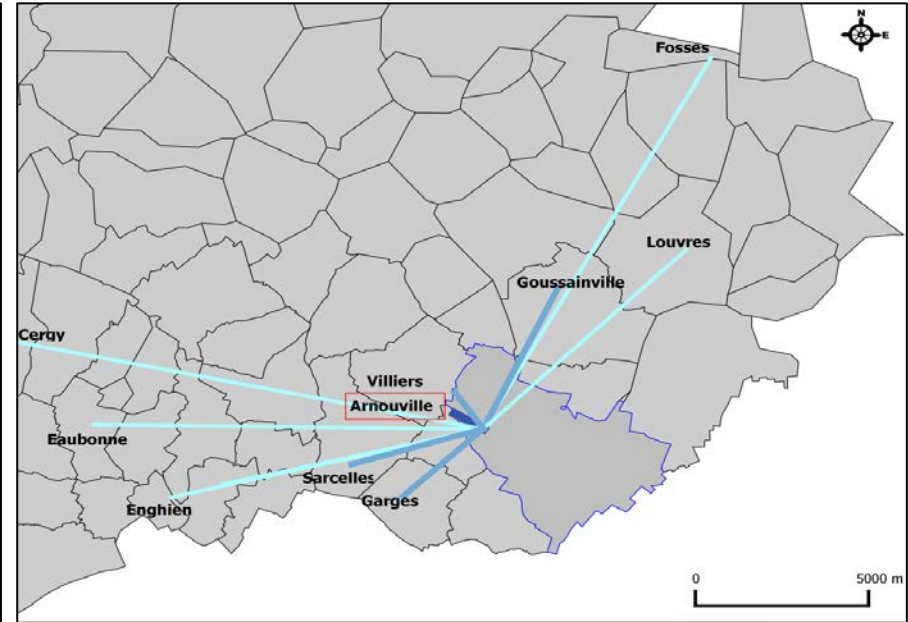 N
E
Fosses
Louvres
Goussainville
Cergy
Villiers
Arnouville
Eaubonne
Sarcelles
Garges
Enghien
0 5000 m